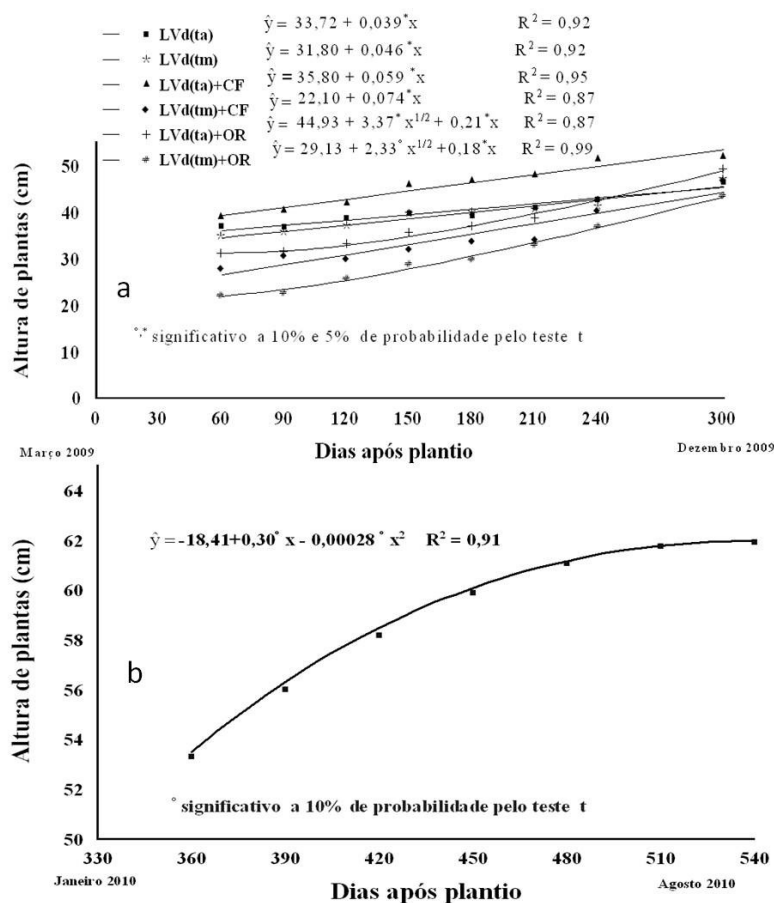 LVd(ta) ŷ = 33,72 + 0,039*x R² = 0,92
LVd(tm) ŷ = 31,80 + 0,046*x R² = 0,92
LVd(ta)+CF ŷ = 35,80 + 0,059*x R² = 0,95
LVd(tm)+CF ŷ = 22,10 + 0,074*x R² = 0,87
LVd(ta)+OR ŷ = 44,93 + 3,37*x^1/2 + 0,21*x R² = 0,87
LVd(tm)+OR ŷ = 29,13 + 2,33° x^1/2 + 0,18*x R² = 0,99
Altura de plantas (cm)
50
40
30
20
10
0
a
°,* significativo a 10% e 5% de probabilidade pelo teste t
0 30 60 90 120 150 180 210 240 300
Março 2009 Dias após plantio Dezembro 2009
Altura de plantas (cm)
64
62
60
58
56
54
52
50
ŷ = -18,41+0,30° x - 0,00028° x² R² = 0,91
b
° significativo a 10% de probabilidade pelo teste t
330 360 390 420 450 480 510 540
Janeiro 2010 Dias após plantio Agosto 2010